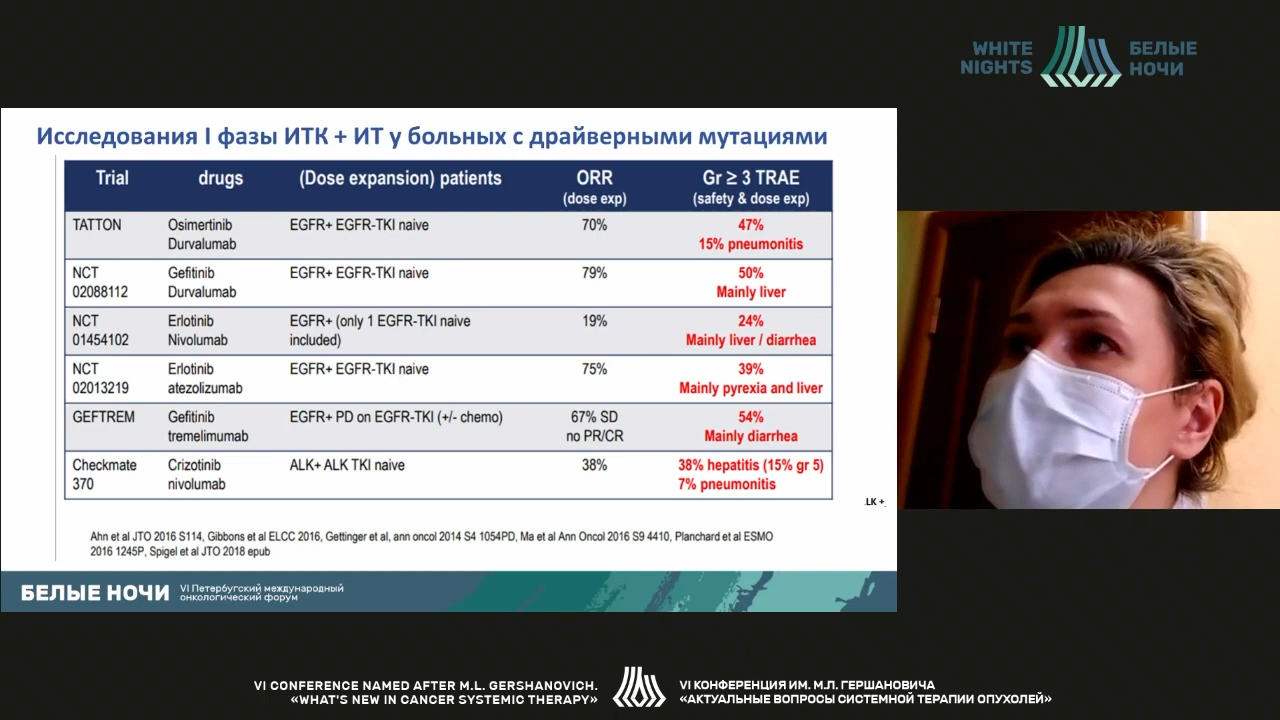 WHITE
NIGHTS
БЕЛЫЕ
НОЧИ
Исследования I фазы ИТК + ИТ у больных с драйверными мутациями
Trial drugs (Dose expansion) patients ORR (dose exp) Gr ≥ 3 TRAE (safety & dose exp)
TATTON Osimertinib EGFR+ EGFR-TKI naive 70% 47%
Durvalumab 15% pneumonitis
NCT Gefitinib EGFR+ EGFR-TKI naive 79% 50%
02088112 Durvalumab Mainly liver
NCT Erlotinib EGFR+ (only 1 EGFR-TKI naive 19% 24%
01454102 Nivolumab included) Mainly liver / diarrhea
NCT Erlotinib EGFR+ EGFR-TKI naive 75% 39%
02013219 atezolizumab Mainly pyrexia and liver
GEFTREM Gefitinib EGFR+ PD on EGFR-TKI (+/- chemo) 67% SD 54%
tremelimumab no PR/CR Mainly diarrhea
Checkmate Crizotinib ALK+ ALK TKI naive 38% 38% hepatitis (15% gr 5)
370 nivolumab 7% pneumonitis
LK +
Ahn et al JTO 2016 S114, Gibbons et al ELCC 2016, Gettinger et al, ann oncol 2014 S4 1054PD, Ma et al Ann Oncol 2016 S9 4410, Planchard et al ESMO
2016 1245P, Spigel et al JTO 2018 epub
БЕЛЫЕ НОЧИ
VI Петербугский международный
онкологический форум
VI CONFERENCE NAMED AFTER M.L. GERSHANOVICH.
«WHAT'S NEW IN CANCER SYSTEMIC THERAPY»
VI КОНФЕРЕНЦИЯ ИМ. М.Л. ГЕРШАНОВИЧА
«АКТУАЛЬНЫЕ ВОПРОСЫ СИСТЕМНОЙ ТЕРАПИИ ОПУХОЛЕЙ»